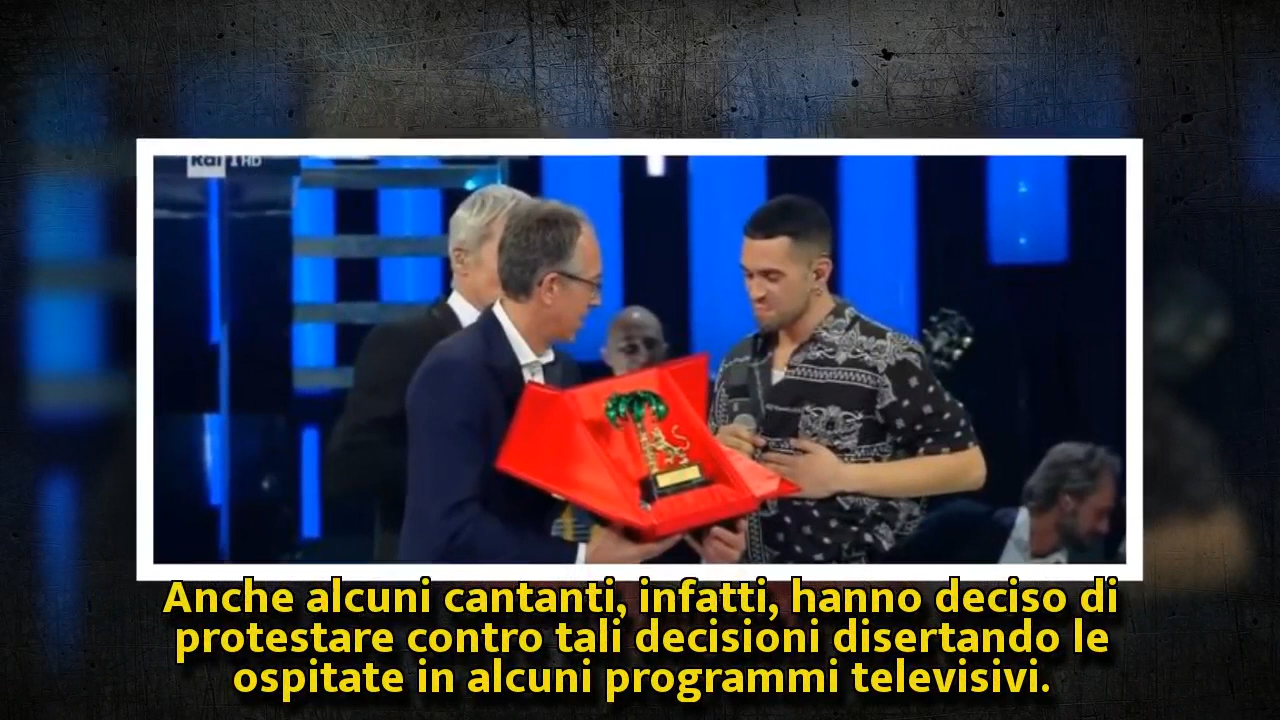 Rai 1 HD
Anche alcuni cantanti, infatti, hanno deciso di
protestare contro tali decisioni disertando le
ospitate in alcuni programmi televisivi.